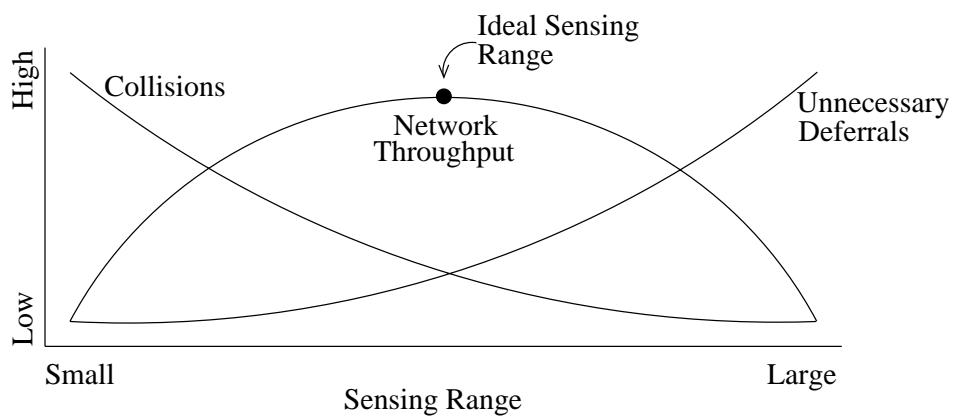 Ideal Sensing
Range
High
Collisions
Unnecessary
Deferrals
Network
Throughput
Low
Small
Large
Sensing Range